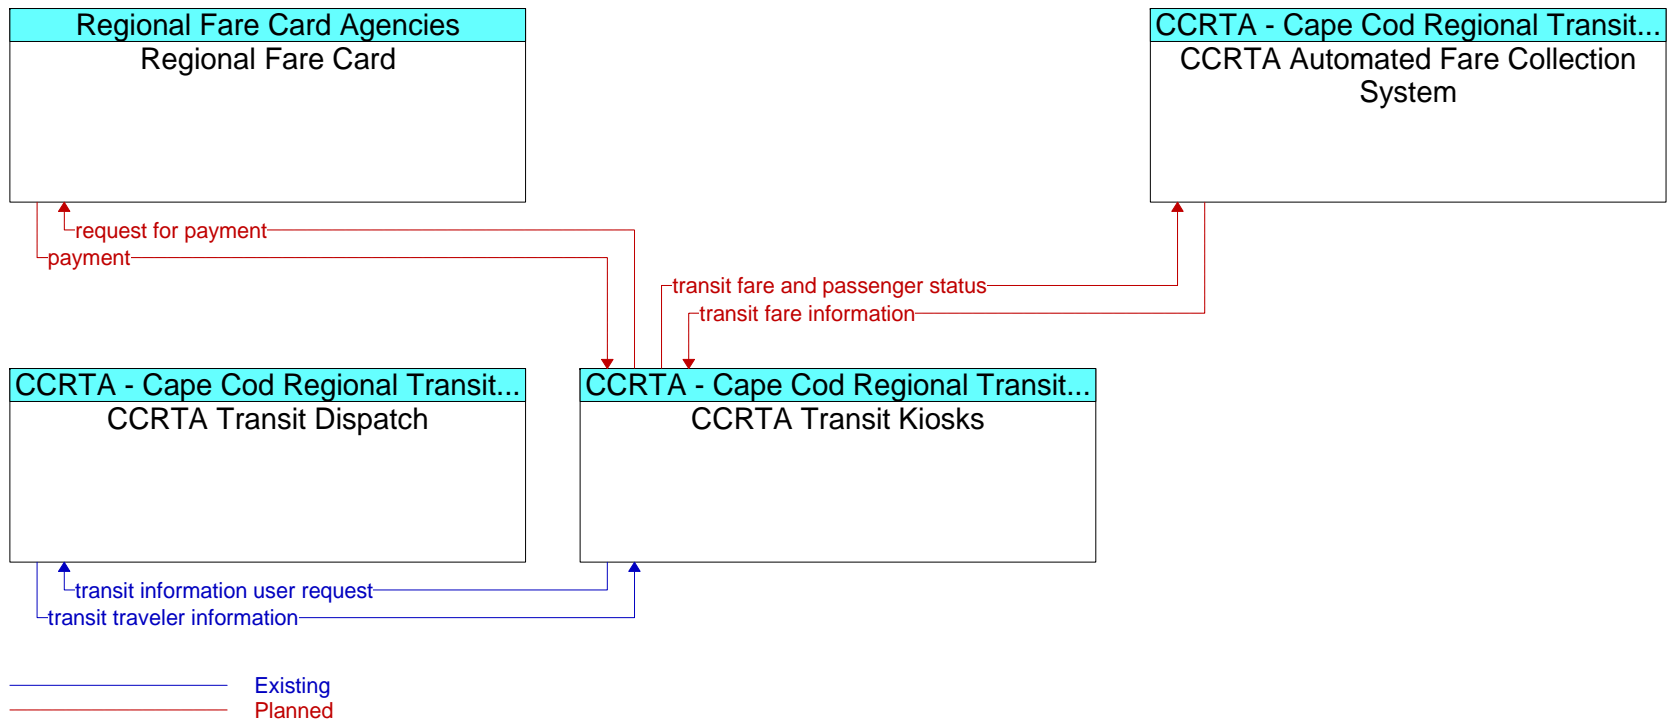 Regional Fare Card Agencies
Regional Fare Card
CCRTA - Cape Cod Regional Transit...
CCRTA Automated Fare Collection
System
request for payment
payment
transit fare and passenger status
transit fare information
CCRTA - Cape Cod Regional Transit...
CCRTA Transit Dispatch
CCRTA - Cape Cod Regional Transit...
CCRTA Transit Kiosks
transit information user request
transit traveler information
Existing
Planned